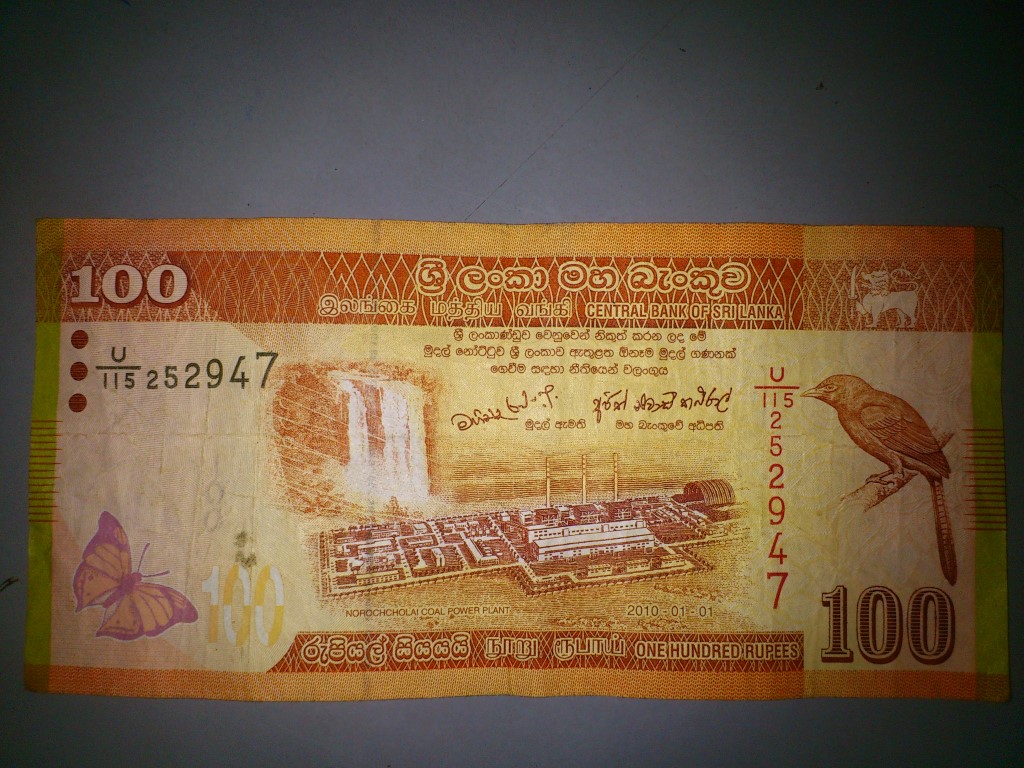 100
ශ්‍රී ලංකා මහ බැංකුව
இலங்கை மத்திய வங்கி CENTRAL BANK OF SRI LANKA
ශ්‍රී ලංකාණ්ඩුව වෙනුවෙන් නිකුත් කරන ලද මේ
මුදල් නෝට්ටුව ශ්‍රී ලංකාව ඇතුළත ඕනෑම මුදල් ගණනක්
ගෙවීම සඳහා නීතියෙන් වලංගුය
U/115 252947
මුදල් ඇමති මහ බැංකුවේ අධිපති
U/115 252947
100
NOROCHCHOLAI COAL POWER PLANT 2010-01-01
100
රුපියල් සියයයි நூறு ரூபாய் ONE HUNDRED RUPEES